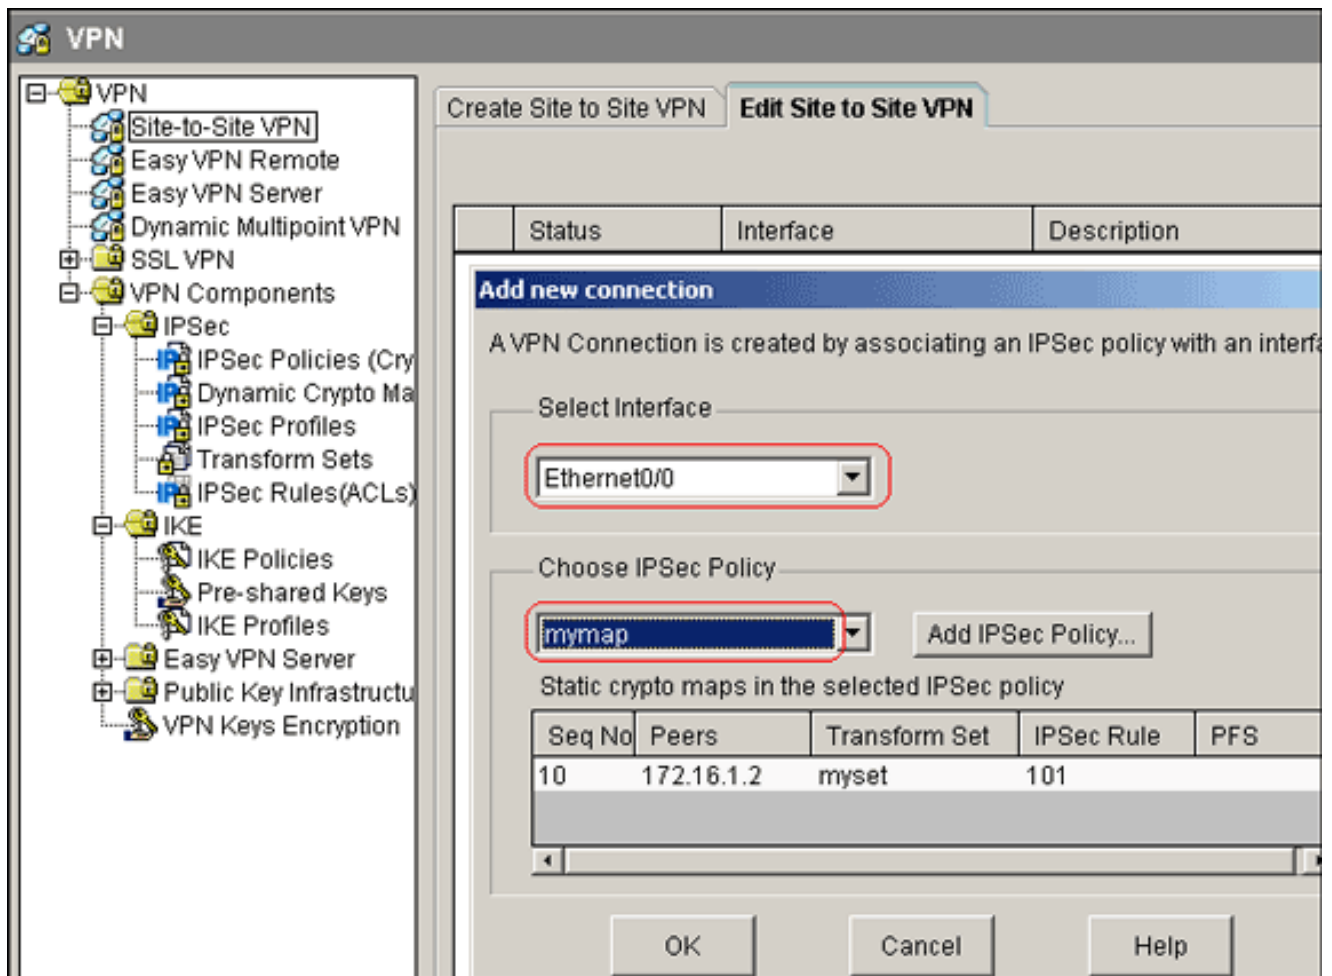 VPN
VPN
Site-to-Site VPN
Easy VPN Remote
Easy VPN Server
Dynamic Multipoint VPN
SSL VPN
VPN Components
IPSec
IPSec Policies (Cry
Dynamic Crypto Ma
IPSec Profiles
Transform Sets
IPSec Rules(ACLs)
IKE
IKE Policies
Pre-shared Keys
IKE Profiles
Easy VPN Server
Public Key Infrastructu
VPN Keys Encryption
Create Site to Site VPN Edit Site to Site VPN
Status Interface Description
Add new connection
A VPN Connection is created by associating an IPSec policy with an interfa
Select Interface
Ethernet0/0
Choose IPSec Policy
mymap Add IPSec Policy...
Static crypto maps in the selected IPSec policy
Seq No Peers Transform Set IPSec Rule PFS
10 172.16.1.2 myset 101
OK Cancel Help